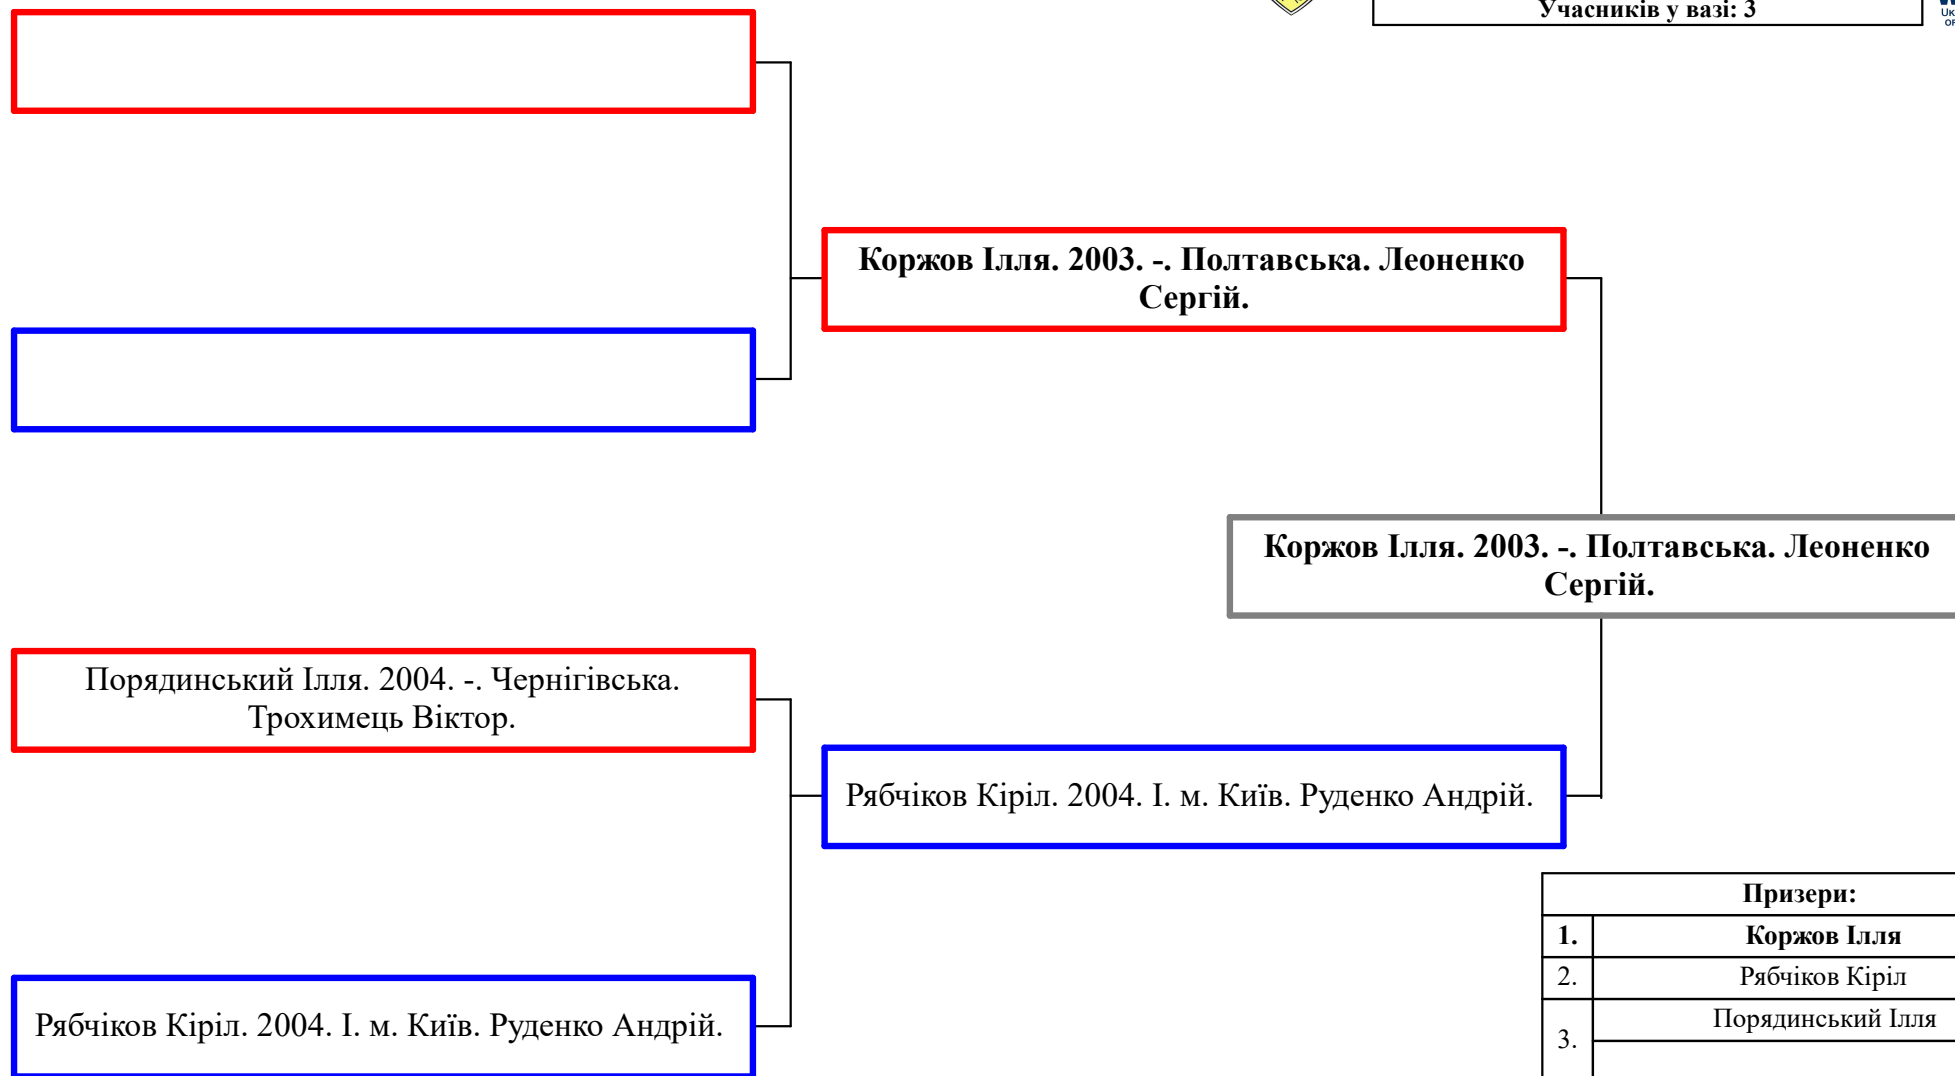 Учасників у вазі: 3
Коржов Ілля. 2003. -. Полтавська. Леоненко
Сергій.
Коржов Ілля. 2003. -. Полтавська. Леоненко
Сергій.
Порядинський Ілля. 2004. -. Чернігівська.
Трохимець Віктор.
Рябчіков Кіріл. 2004. І. м. Київ. Руденко Андрій.
Рябчіков Кіріл. 2004. І. м. Київ. Руденко Андрій.
Призери:
1. Коржов Ілля
2. Рябчіков Кіріл
3. Порядинський Ілля